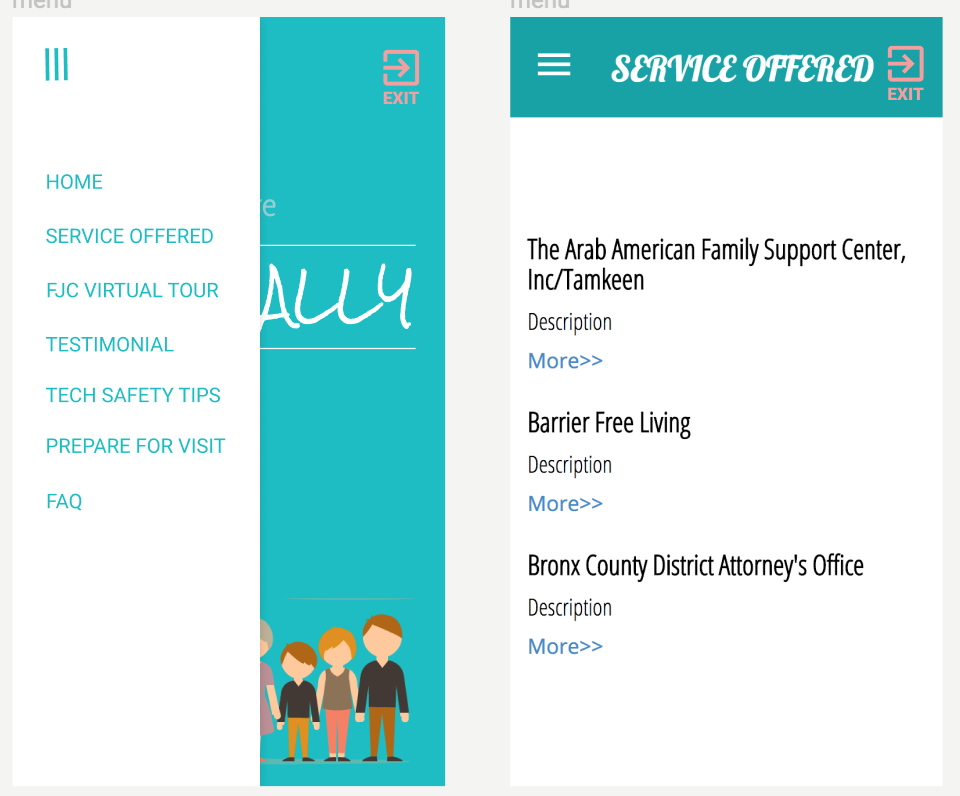 menu
EXIT
HOME
SERVICE OFFERED
FJC VIRTUAL TOUR
TESTIMONIAL
TECH SAFETY TIPS
PREPARE FOR VISIT
FAQ
ALLY
menu
SERVICE OFFERED
EXIT
The Arab American Family Support Center,
Inc/Tamkeen
Description
More>>
Barrier Free Living
Description
More>>
Bronx County District Attorney's Office
Description
More>>